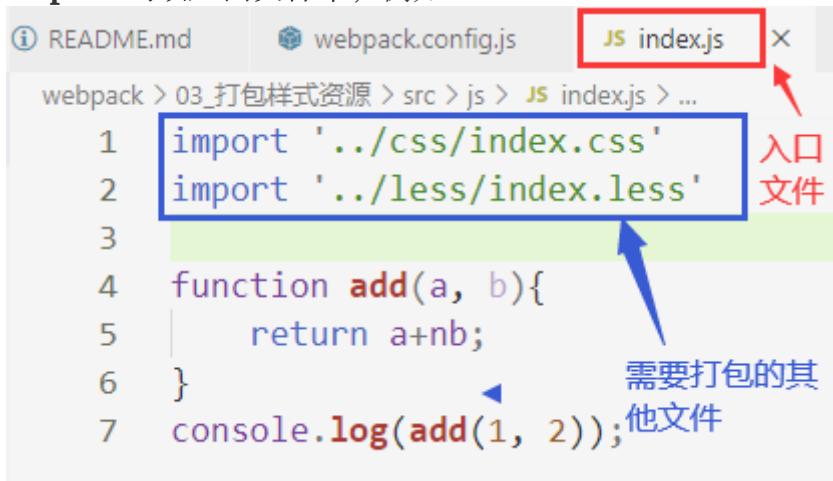 README.md webpack.config.js JS index.js ×
webpack > 03_打包样式资源 > src > js > JS index.js > ...
1 import '../css/index.css'
2 import '../less/index.less'
3
4 function add(a, b){
5 return a+nb;
6 }
7 console.log(add(1, 2));
入口
文件
需要打包的其
他文件